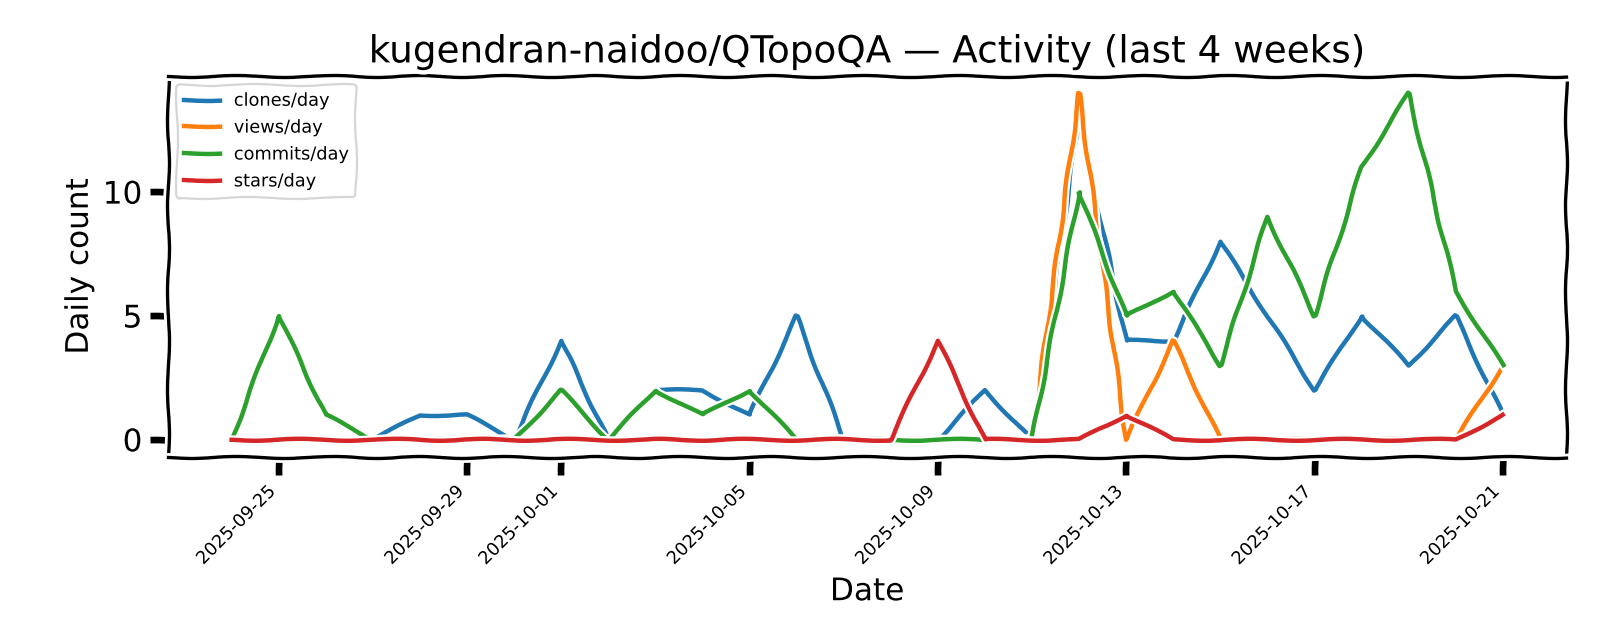 kugendran-naidoo/QTopoQA — Activity (last 4 weeks)
clones/day
views/day
commits/day
stars/day
Daily count
10
5
0
2025-09-25
2025-09-29
2025-10-01
2025-10-05
2025-10-09
2025-10-13
2025-10-17
2025-10-21
Date